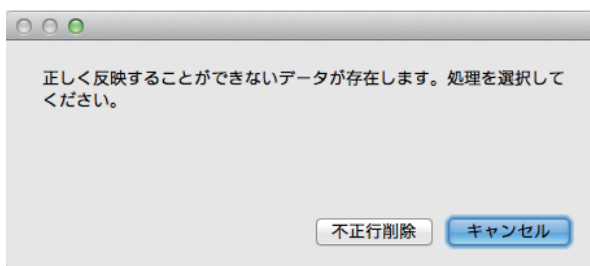 正しく反映することができないデータが存在します。処理を選択して
ください。
不正行削除
キャンセル